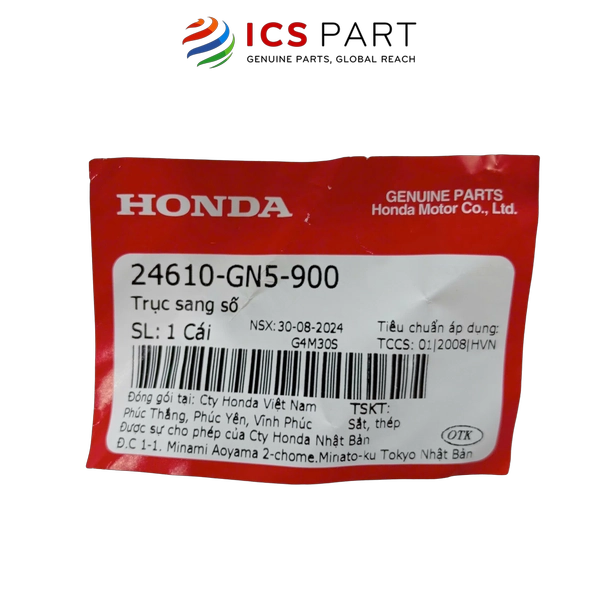 ICS PART
GENUINE PARTS, GLOBAL REACH
HONDA
GENUINE PARTS
Honda Motor Co., Ltd.
24610-GN5-900
Trục sang số
SL: 1 Cái
NSX: 30-08-2024
G4M30S
Tiêu chuẩn áp dụng:
TCCS: 01|2008|HVN
Đóng gói tại: Cty Honda Việt Nam
Phúc Thắng, Phúc Yên, Vĩnh Phúc
TSKT:
Sắt, thép
Được sự cho phép của Cty Honda Nhật Bản
Đ.C 1-1. Minami Aoyama 2-chome.Minato-ku Tokyo Nhật Bản
OTK